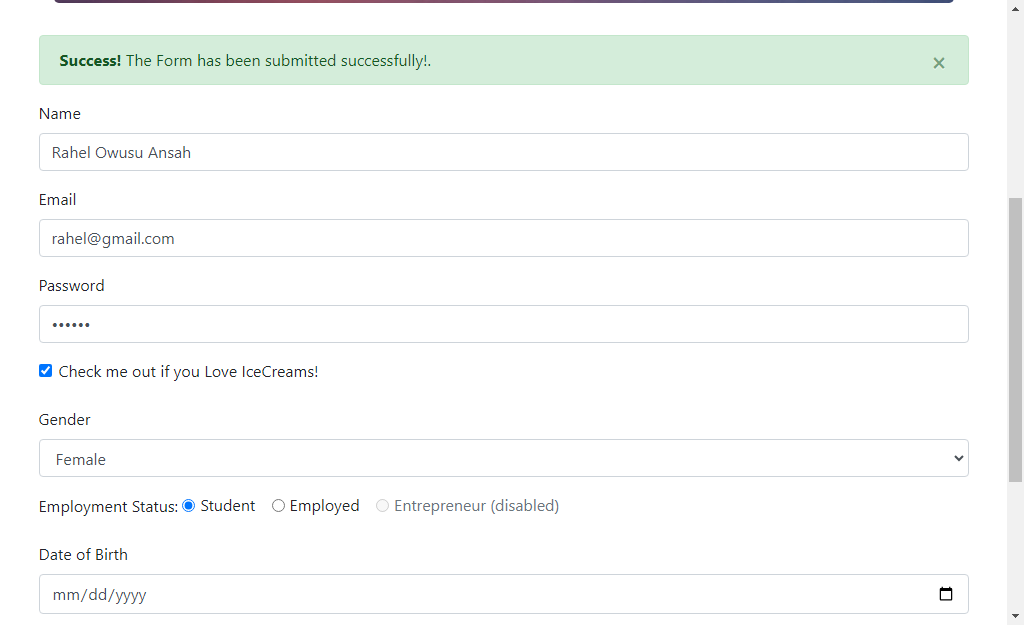 Success! The Form has been submitted successfully!. ×
Name
Rahel Owusu Ansah
Email
rahel@gmail.com
Password
••••••
Check me out if you Love IceCreams!
Gender
Female
Employment Status: Student Employed Entrepreneur (disabled)
Date of Birth
mm/dd/yyyy